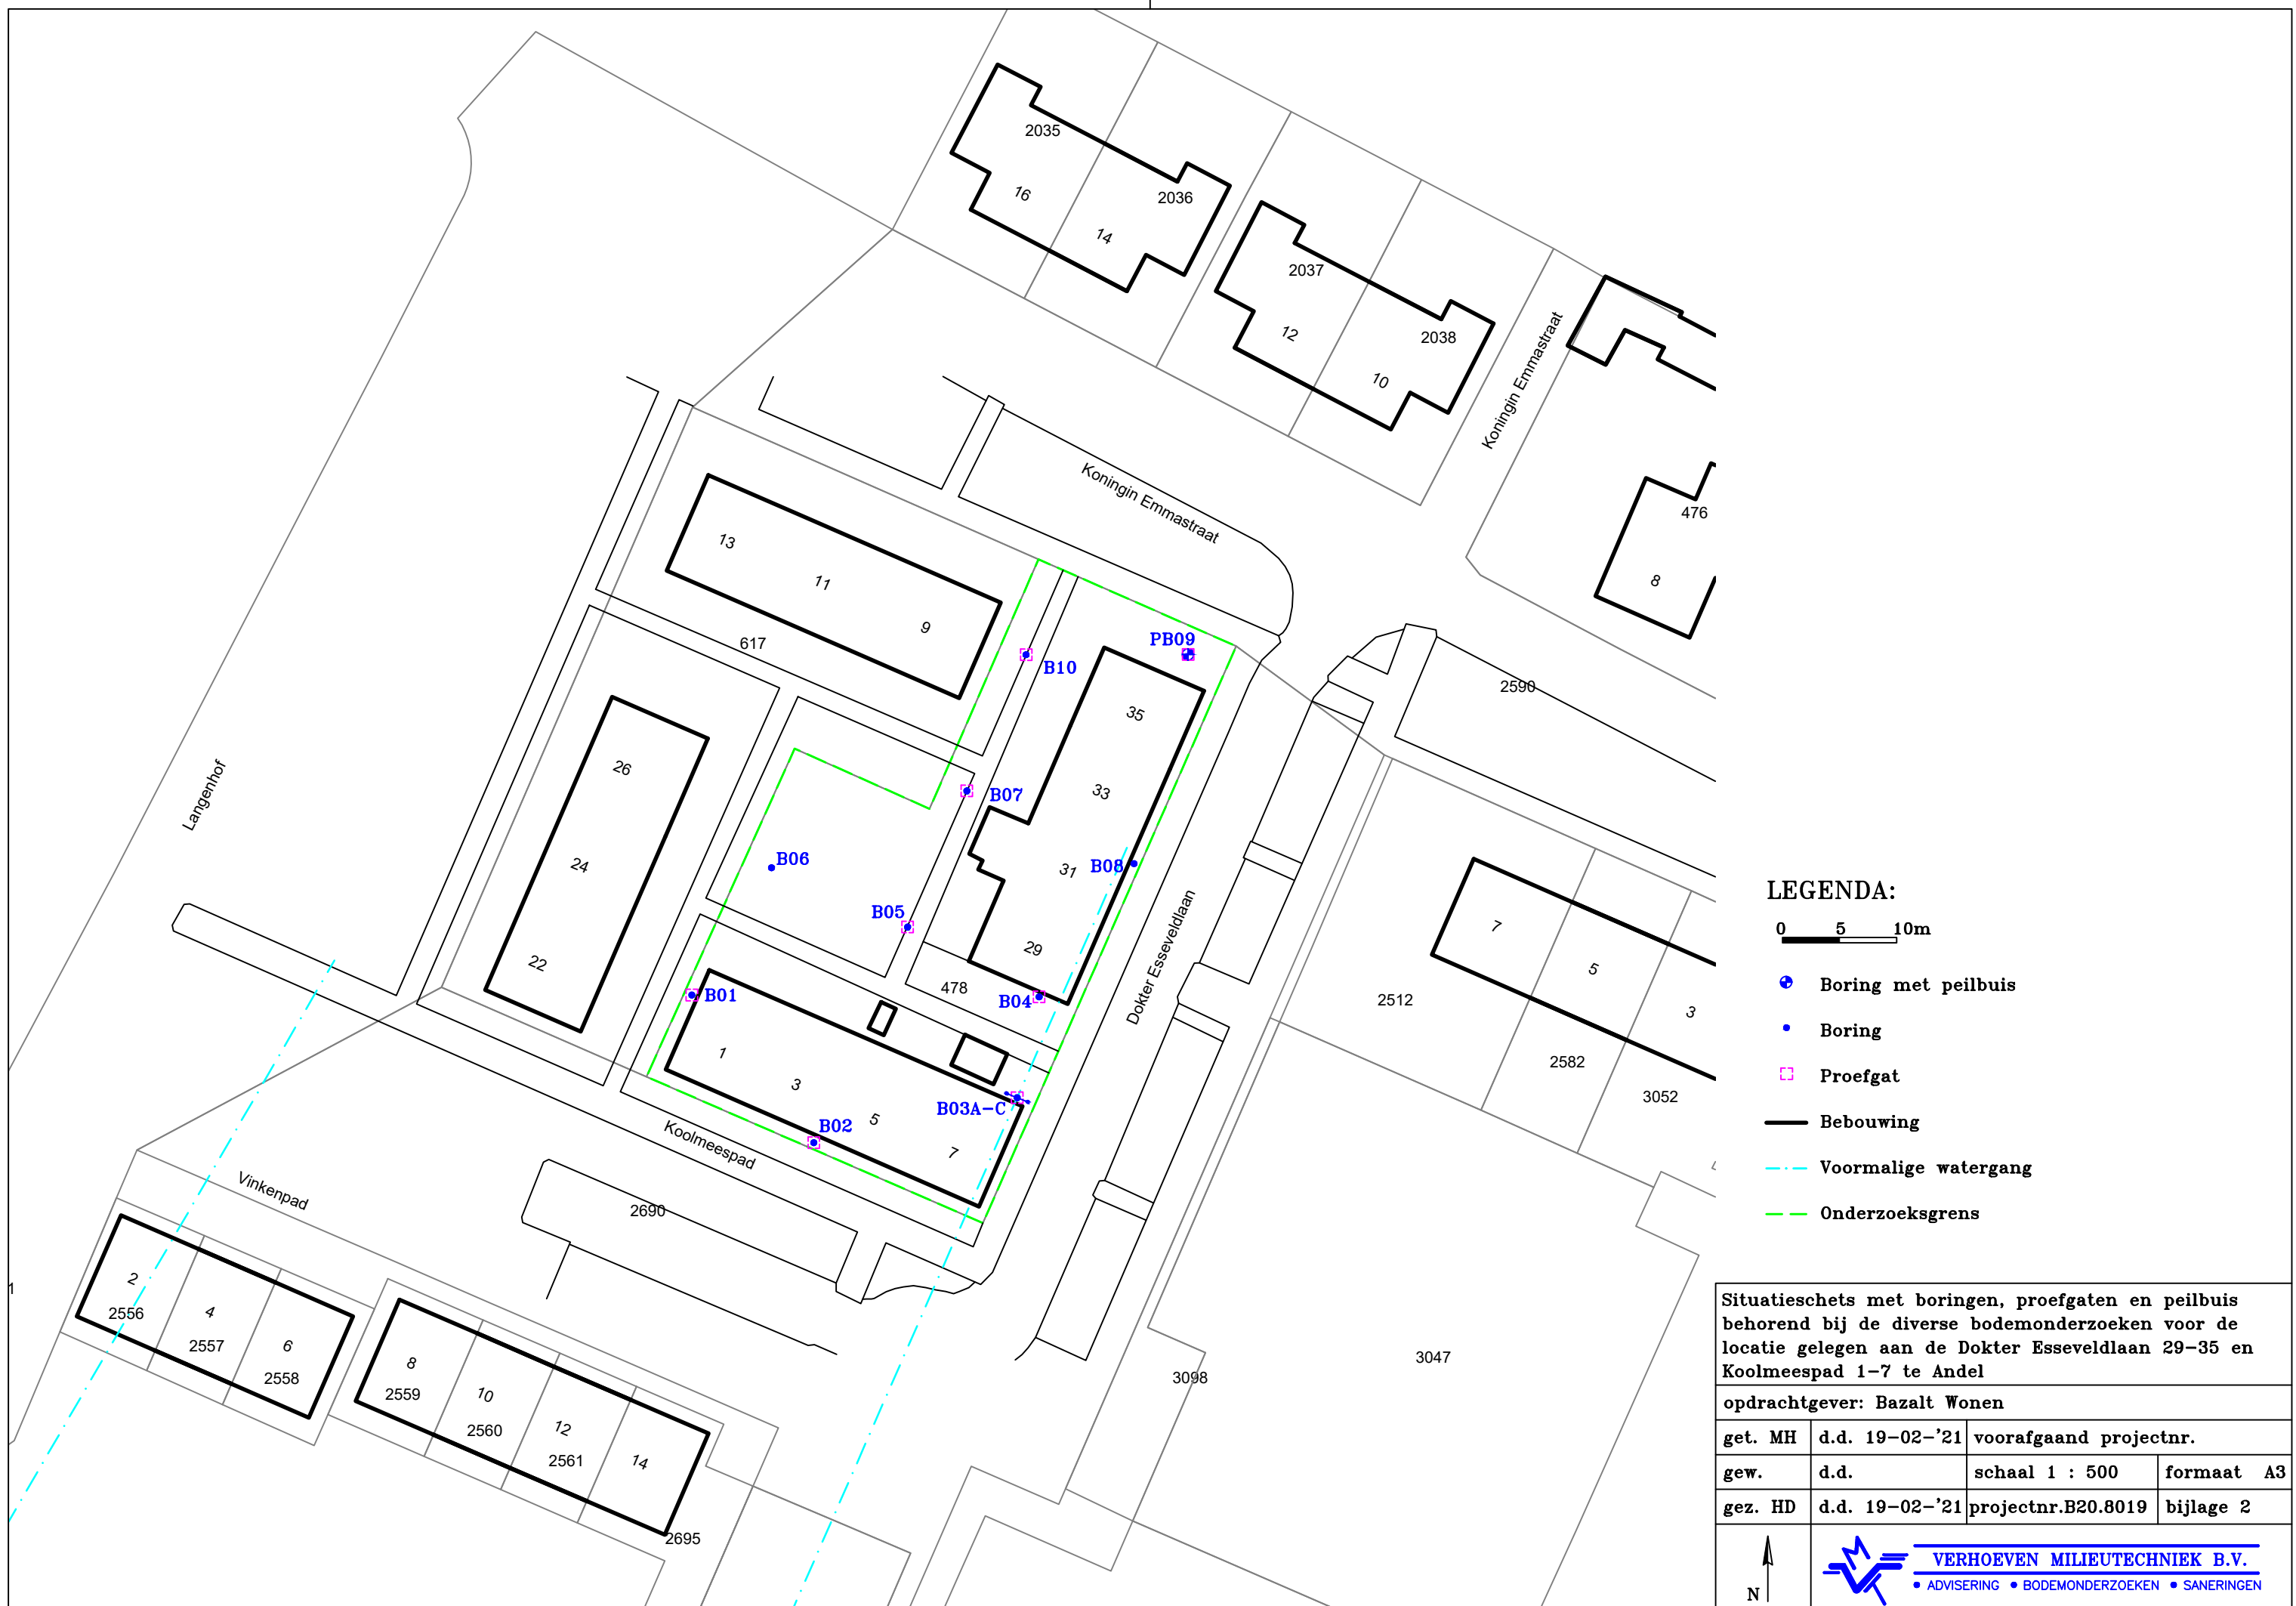 2035
16
2036
14
2037
12
2038
10
Koningin Emmastraat
476
8
Koningin Emmastraat
13
11
9
617
PB09
B10
35
2590
26
33
B07
Langenhof
24
B06
31
B08
22
B05
29
Dokter Esseveldlaan
478
B01
B04
1
3
5
7
B03A-C
B02
Koolmeespad
7
5
3
2512
2582
3052
Vinkenpad
2690
1
2
2556
4
2557
6
2558
8
2559
10
2560
12
2561
14
2695
3098
3047
LEGENDA:
0 5 10m
Boring met peilbuis
Boring
Proefgat
Bebouwing
Voormalige watergang
Onderzoeksgrens
Situatieschets met boringen, proefgaten en peilbuis
behorend bij de diverse bodemonderzoeken voor de
locatie gelegen aan de Dokter Esseveldlaan 29-35 en
Koolmeespad 1-7 te Andel
opdrachtgever: Bazalt Wonen
get. MH d.d. 19-02-'21 voorafgaand projectnr.
gew. d.d. schaal 1 : 500 formaat A3
gez. HD d.d. 19-02-'21 projectnr.B20.8019 bijlage 2
N
VERHOEVEN MILIEUTECHNIEK B.V.
• ADVISERING • BODEMONDERZOEKEN • SANERINGEN